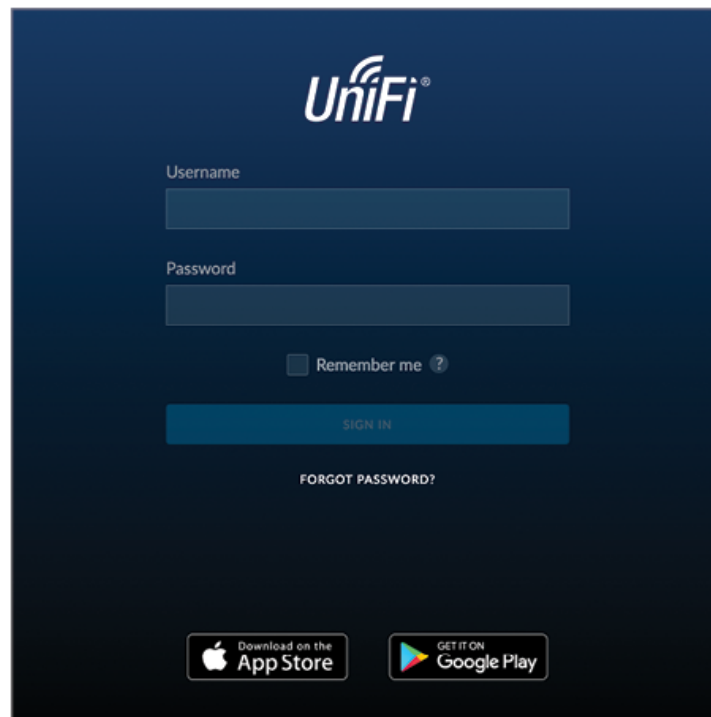 UniFi®
Username
Password
Remember me ?
SIGN IN
FORGOT PASSWORD?
Download on the
App Store
GET IT ON
Google Play